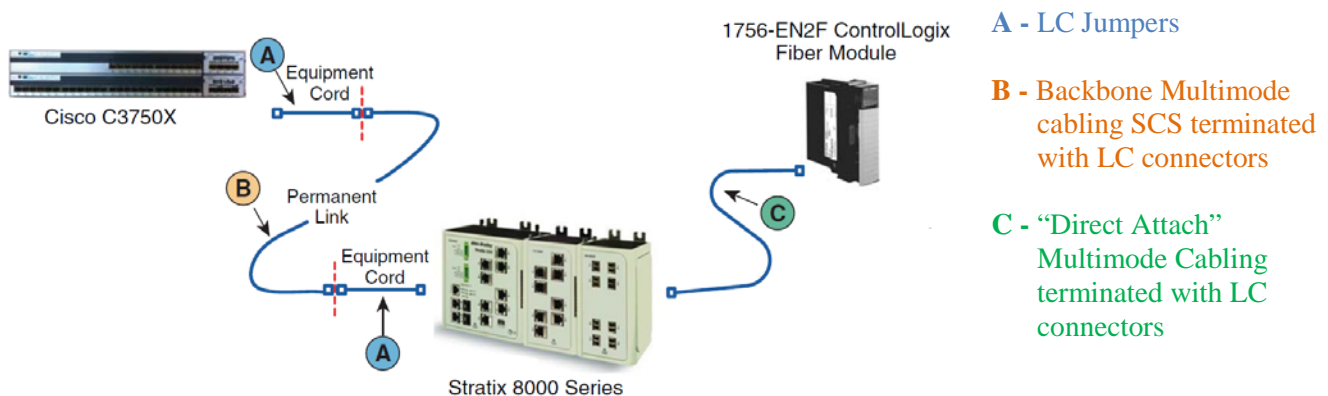 A
Equipment
Cord
Cisco C3750X
B
Permanent
Link
Equipment
Cord
A
Stratix 8000 Series
1756-EN2F ControlLogix
Fiber Module
C
A - LC Jumpers
B - Backbone Multimode
cabling SCS terminated
with LC connectors
C - “Direct Attach”
Multimode Cabling
terminated with LC
connectors